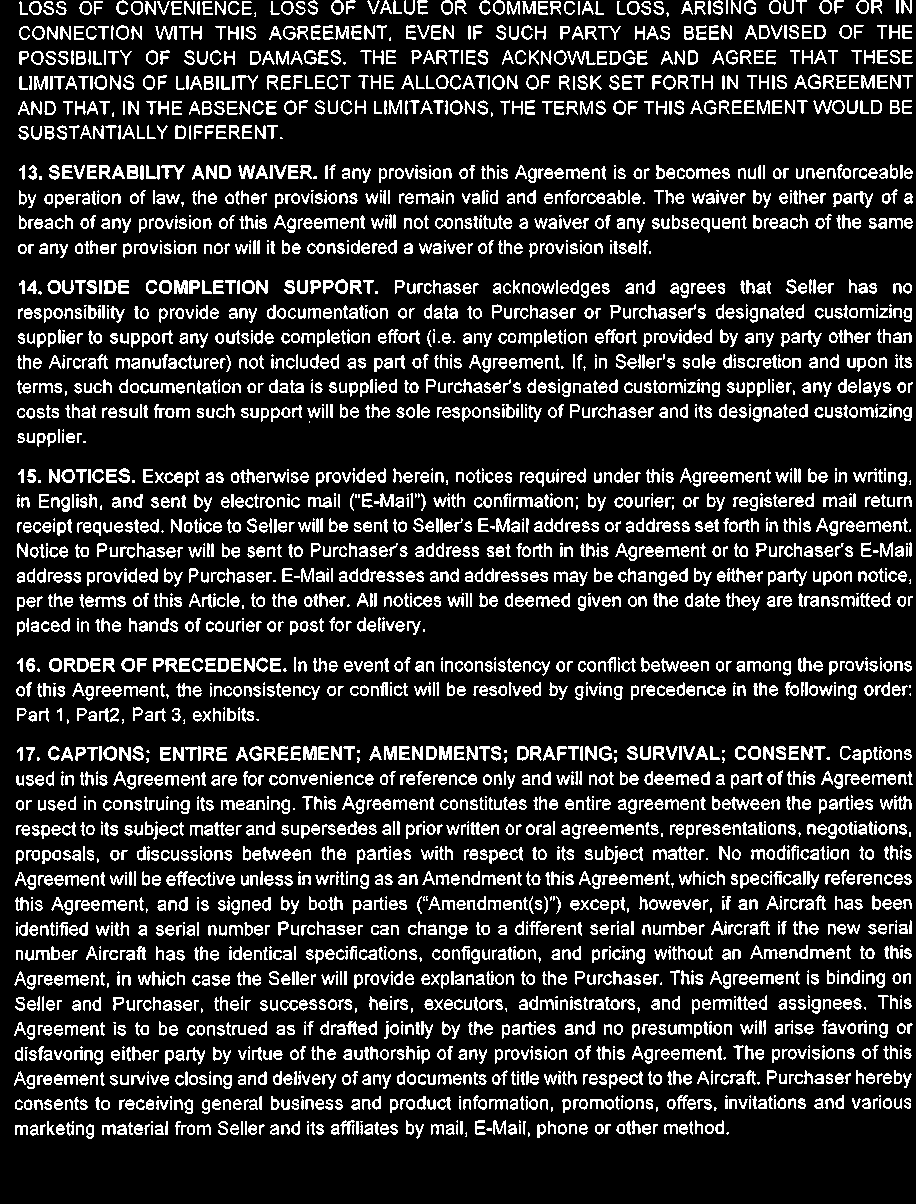 LOSS OF CONVENIENCE, LOSS OF VALUE OR COMMERCIAL LOSS, ARISING OUT OF OR IN
CONNECTION WITH THIS AGREEMENT, EVEN IF SUCH PARTY HAS BEEN ADVISED OF THE
POSSIBILITY OF SUCH DAMAGES. THE PARTIES ACKNOWLEDGE AND AGREE THAT THESE
LIMITATIONS OF LIABILITY REFLECT THE ALLOCATION OF RISK SET FORTH IN THIS AGREEMENT
AND THAT, IN THE ABSENCE OF SUCH LIMITATIONS, THE TERMS OF THIS AGREEMENT WOULD BE
SUBSTANTIALLY DIFFERENT.
13. SEVERABILITY AND WAIVER. If any provision of this Agreement is or becomes null or unenforceable
by operation of law, the other provisions will remain valid and enforceable. The waiver by either party of a
breach of any provision of this Agreement will not constitute a waiver of any subsequent breach of the same
or any other provision nor will it be considered a waiver of the provision itself.
14. OUTSIDE COMPLETION SUPPORT. Purchaser acknowledges and agrees that Seller has no
responsibility to provide any documentation or data to Purchaser or Purchaser's designated customizing
supplier to support any outside completion effort (i.e. any completion effort provided by any party other than
the Aircraft manufacturer) not included as part of this Agreement. If, in Seller's sole discretion and upon its
terms, such documentation or data is supplied to Purchaser's designated customizing supplier, any delays or
costs that result from such support will be the sole responsibility of Purchaser and its designated customizing
supplier.
15. NOTICES. Except as otherwise provided herein, notices required under this Agreement will be in writing,
in English, and sent by electronic mail ("E-Mail") with confirmation; by courier; or by registered mail return
receipt requested. Notice to Seller will be sent to Seller's E-Mail address or address set forth in this Agreement.
Notice to Purchaser will be sent to Purchaser's address set forth in this Agreement or to Purchaser's E-Mail
address provided by Purchaser. E-Mail addresses and addresses may be changed by either party upon notice,
per the terms of this Article, to the other. All notices will be deemed given on the date they are transmitted or
placed in the hands of courier or post for delivery.
16. ORDER OF PRECEDENCE. In the event of an inconsistency or conflict between or among the provisions
of this Agreement, the inconsistency or conflict will be resolved by giving precedence in the following order:
Part 1, Part2, Part 3, exhibits.
17. CAPTIONS; ENTIRE AGREEMENT; AMENDMENTS; DRAFTING; SURVIVAL; CONSENT. Captions
used in this Agreement are for convenience of reference only and will not be deemed a part of this Agreement
or used in construing its meaning. This Agreement constitutes the entire agreement between the parties with
respect to its subject matter and supersedes all prior written or oral agreements, representations, negotiations,
proposals, or discussions between the parties with respect to its subject matter. No modification to this
Agreement will be effective unless in writing as an Amendment to this Agreement, which specifically references
this Agreement, and is signed by both parties ("Amendment(s)") except, however, if an Aircraft has been
identified with a serial number Purchaser can change to a different serial number Aircraft if the new serial
number Aircraft has the identical specifications, configuration, and pricing without an Amendment to this
Agreement, in which case the Seller will provide explanation to the Purchaser. This Agreement is binding on
Seller and Purchaser, their successors, heirs, executors, administrators, and permitted assignees. This
Agreement is to be construed as if drafted jointly by the parties and no presumption will arise favoring or
disfavoring either party by virtue of the authorship of any provision of this Agreement. The provisions of this
Agreement survive closing and delivery of any documents of title with respect to the Aircraft. Purchaser hereby
consents to receiving general business and product information, promotions, offers, invitations and various
marketing material from Seller and its affiliates by mail, E-Mail, phone or other method.